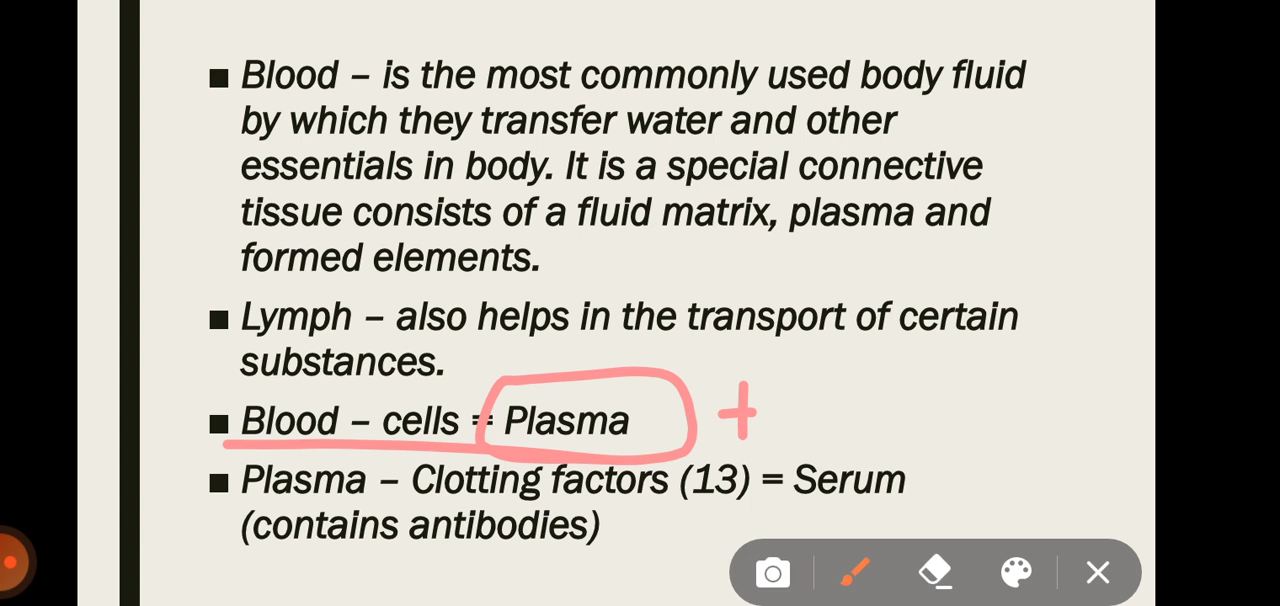 ■ Blood – is the most commonly used body fluid
by which they transfer water and other
essentials in body. It is a special connective
tissue consists of a fluid matrix, plasma and
formed elements.
■ Lymph – also helps in the transport of certain
substances.
■ Blood – cells = Plasma +
■ Plasma – Clotting factors (13) = Serum
(contains antibodies)